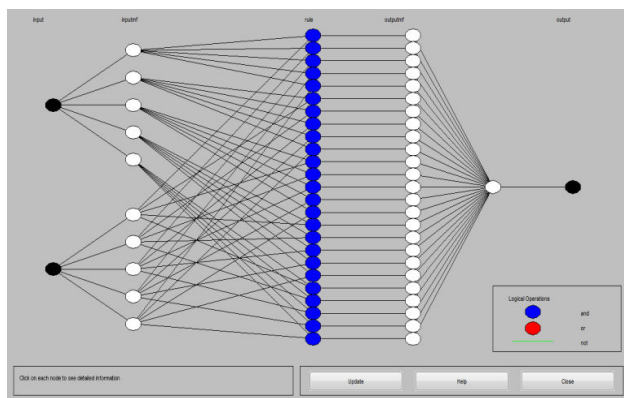 input
inputmf
rule
outputmf
output
Logical Operations
and
or
not
Click on each node to see detailed information
Update
Help
Close